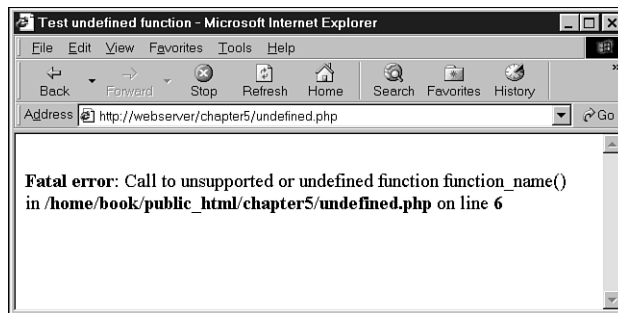 Test undefined function - Microsoft Internet Explorer
File Edit View Favorites Tools Help
Back Forward Stop Refresh Home Search Favorites History »
Address http://webserver/chapter5/undefined.php Go
Fatal error: Call to unsupported or undefined function function_name()
in /home/book/public_html/chapter5/undefined.php on line 6